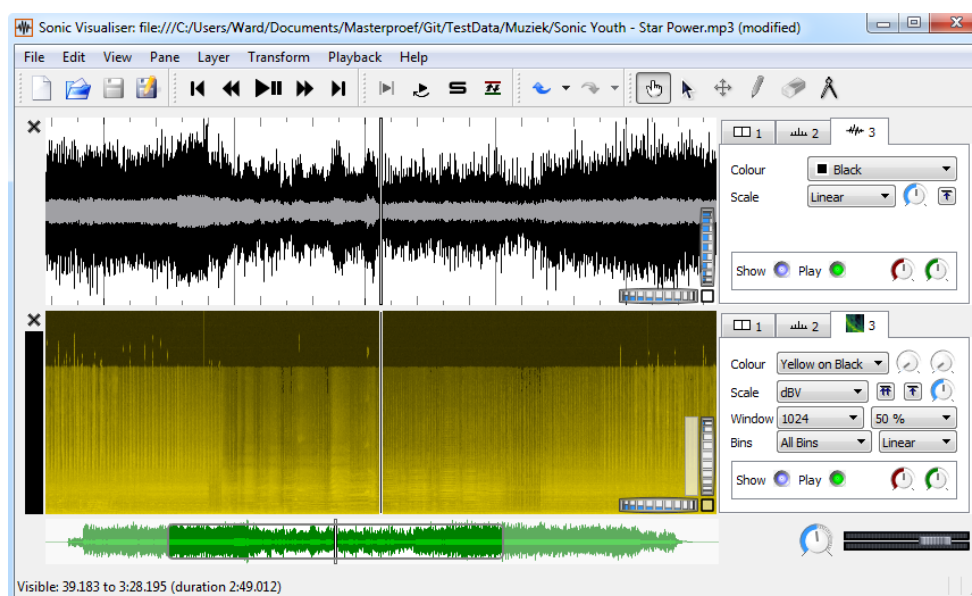 Sonic Visualiser: file:///C:/Users/Ward/Documents/Masterproef/Git/TestData/Muziek/Sonic Youth - Star Power.mp3 (modified)
File Edit View Pane Layer Transform Playback Help
1 2 3
Colour Black
Scale Linear
Show Play
1 2 3
Colour Yellow on Black
Scale dBV
Window 1024 50 %
Bins All Bins Linear
Show Play
Visible: 39.183 to 3:28.195 (duration 2:49.012)